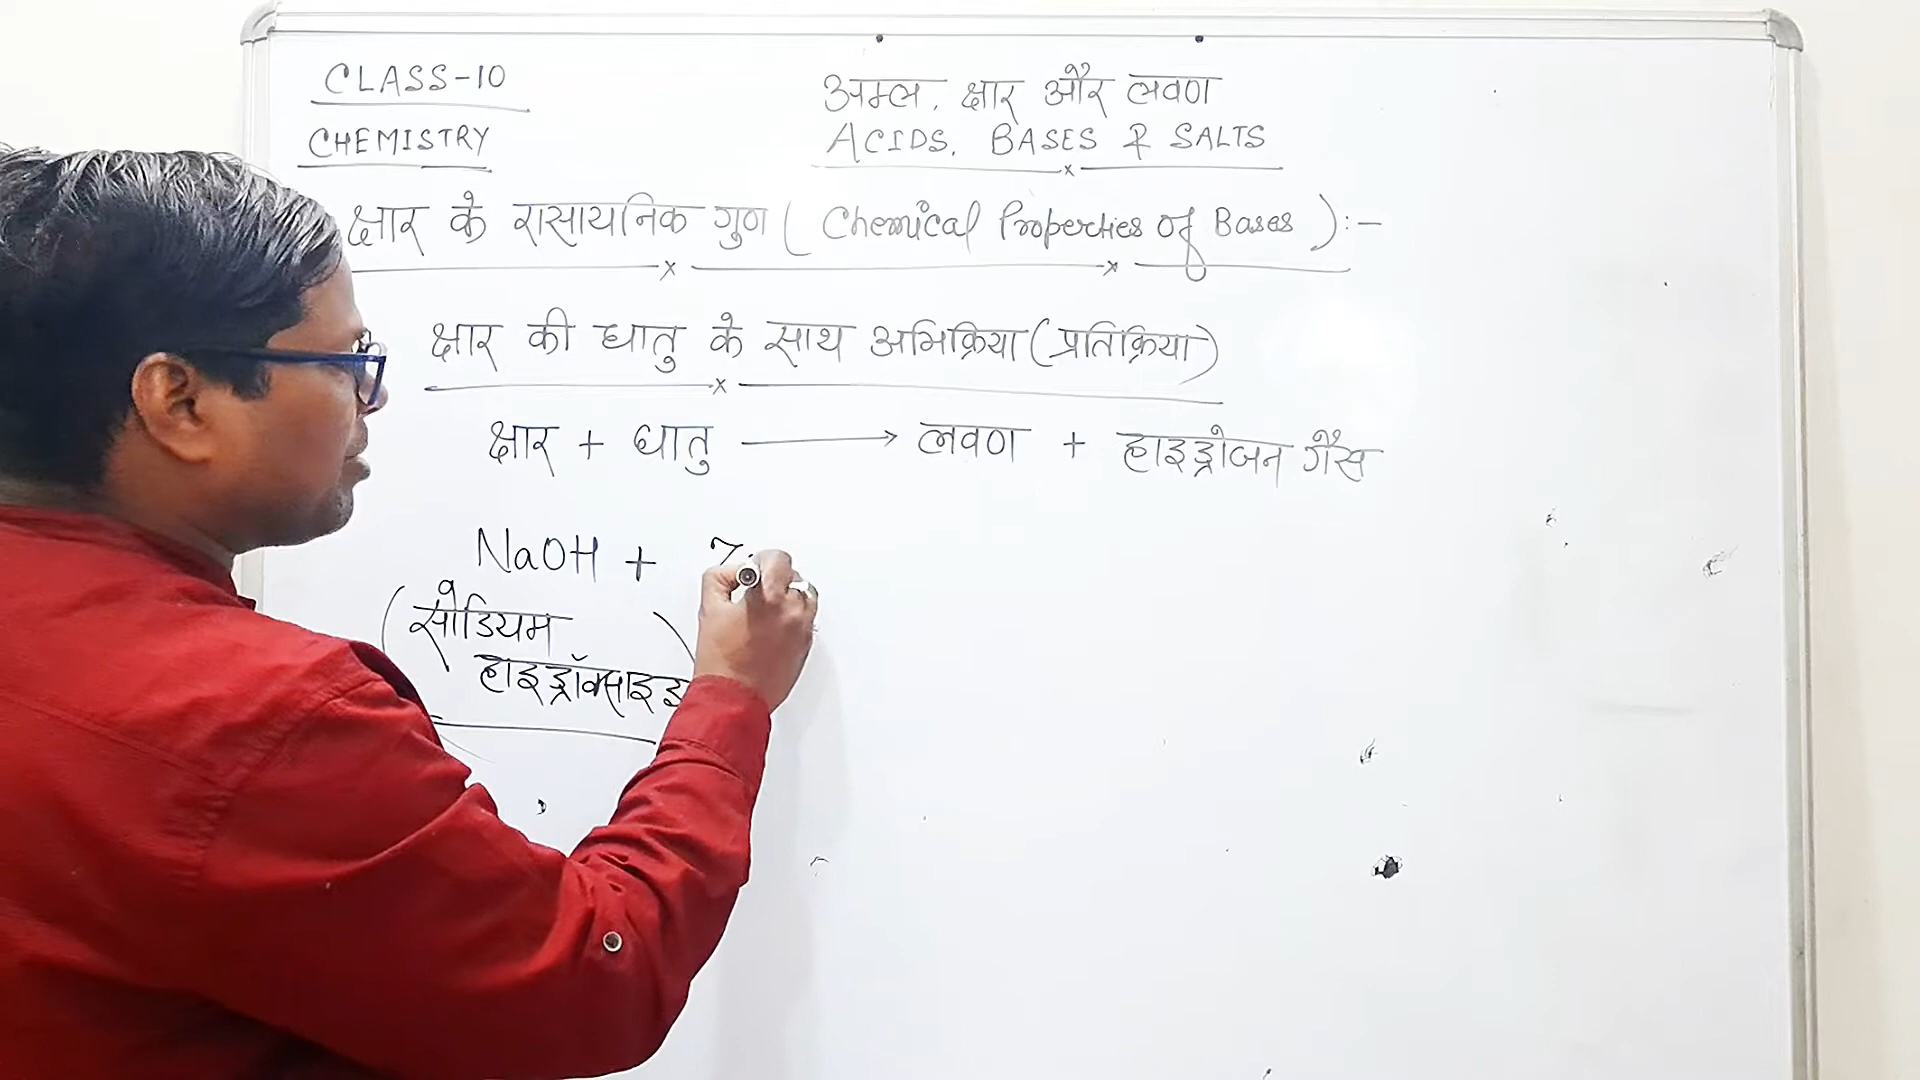 CLASS-10
CHEMISTRY
अम्ल, क्षार और लवण
ACIDS, BASES & SALTS
क्षार के रासायनिक गुण ( Chemical Properties Of Bases ):-
क्षार की धातु के साथ अभिक्रिया (प्रतिक्रिया)
क्षार + धातु ⟶ लवण + हाइड्रोजन गैस
NaOH +
(सोडियम
हाइड्रॉक्साइड)